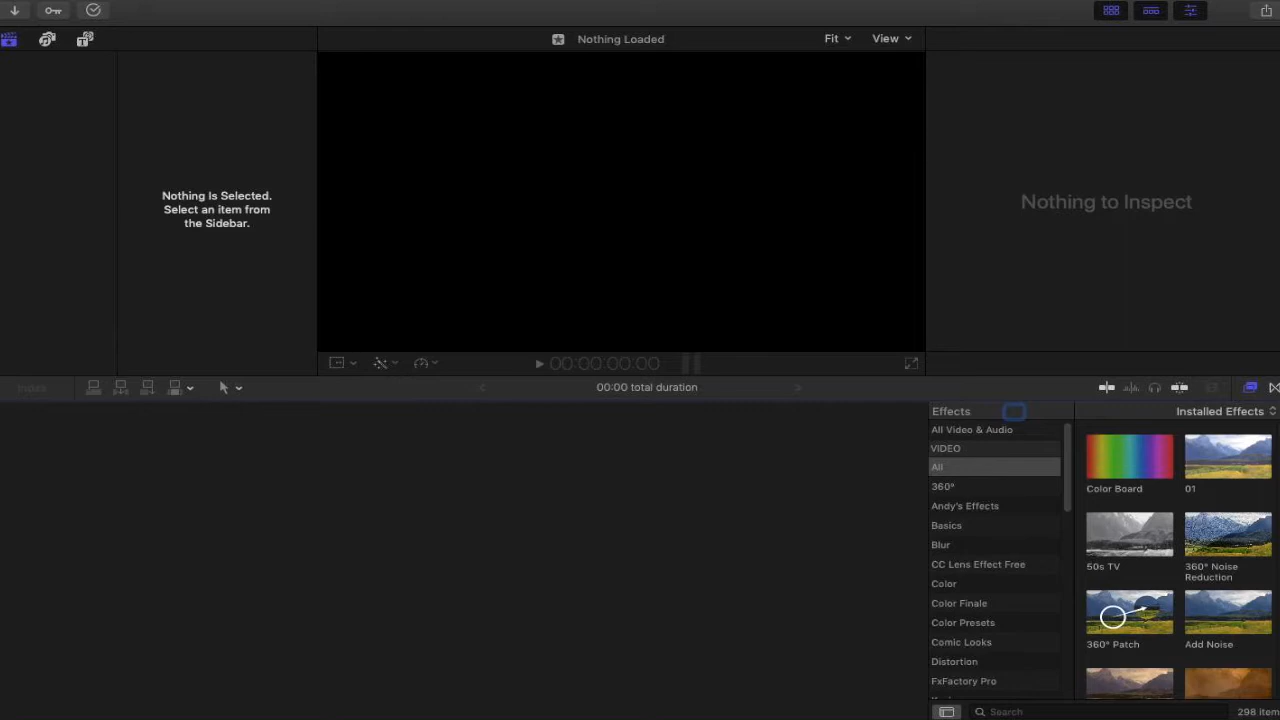 Nothing Loaded
Fit
View
Nothing Is Selected.
Select an item from
the Sidebar.
Nothing to Inspect
00:00:00:00
Index
00:00 total duration
Effects
Installed Effects
All Video & Audio
VIDEO
All
360°
Andy's Effects
Basics
Blur
CC Lens Effect Free
Color
Color Finale
Color Presets
Comic Looks
Distortion
FxFactory Pro
Color Board
01
50s TV
360° Noise
Reduction
360° Patch
Add Noise
Search
298 item